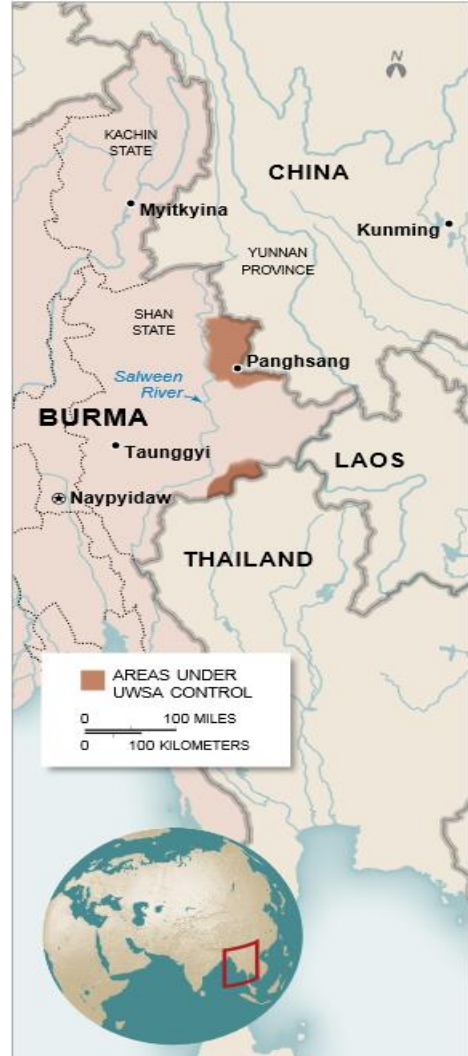 N
KACHIN
STATE
CHINA
Myitkyina
Kunming
YUNNAN
PROVINCE
SHAN
STATE
Panghsang
Salween
River
BURMA
Taunggyi
LAOS
Naypyidaw
THAILAND
AREAS UNDER
UWSA CONTROL
0 100 MILES
0 100 KILOMETERS